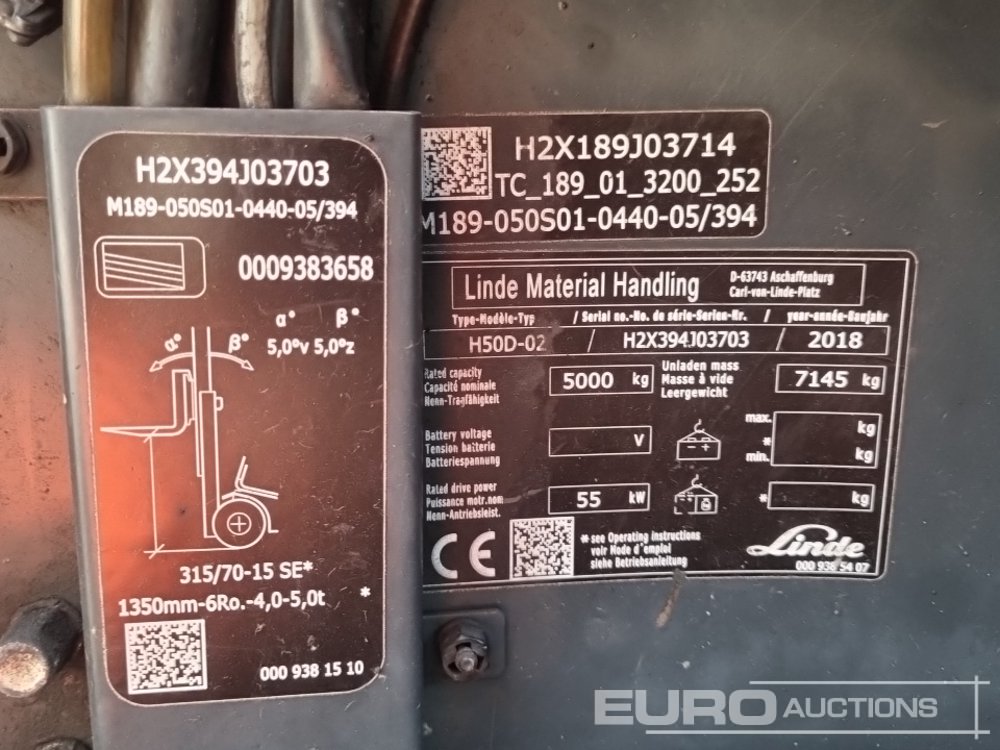 H2X394J03703
M189-050S01-0440-05/394
0009383658
α° β°
5,0°v 5,0°z
α° β°
315/70-15 SE*
1350mm-6Ro.-4,0-5,0t *
000 938 15 10
H2X189J03714
TC_189_01_3200_252
M189-050S01-0440-05/394
Linde Material Handling
D-63743 Aschaffenburg
Carl-von-Linde-Platz
Type-Modèle-Typ / Serial no.-No. de série-Serien-Nr. / year-année-Baujahr
H50D-02 / H2X394J03703 / 2018
Rated capacity
Capacité nominale
Nenn-Tragfähigkeit
5000 kg
Unladen mass
Masse à vide
Leergewicht
7145 kg
Battery voltage
Tension batterie
Batteriespannung
V
max. kg
*
min. kg
Rated drive power
Puissance motr.nom
Nenn-Antriebsleist.
55 kW
* kg
CE
* see Operating instructions
voir Mode d'emploi
siehe Betriebsanleitung
Linde
000 938 54 07
EURO AUCTIONS